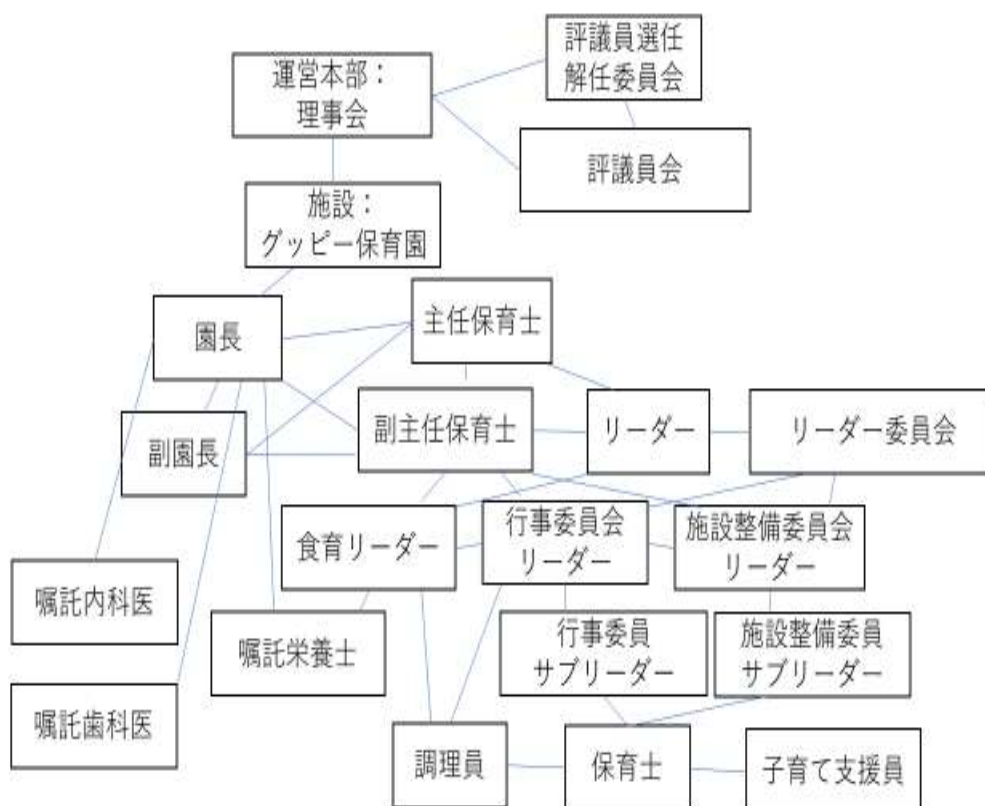 評議員選任
解任委員会
運営本部：
理事会
評議員会
施設：
グッピー保育園
主任保育士
園長
副主任保育士
リーダー
リーダー委員会
副園長
食育リーダー
行事委員会
リーダー
施設整備委員会
リーダー
嘱託内科医
嘱託栄養士
行事委員
サブリーダー
施設整備委員
サブリーダー
嘱託歯科医
調理員
保育士
子育て支援員